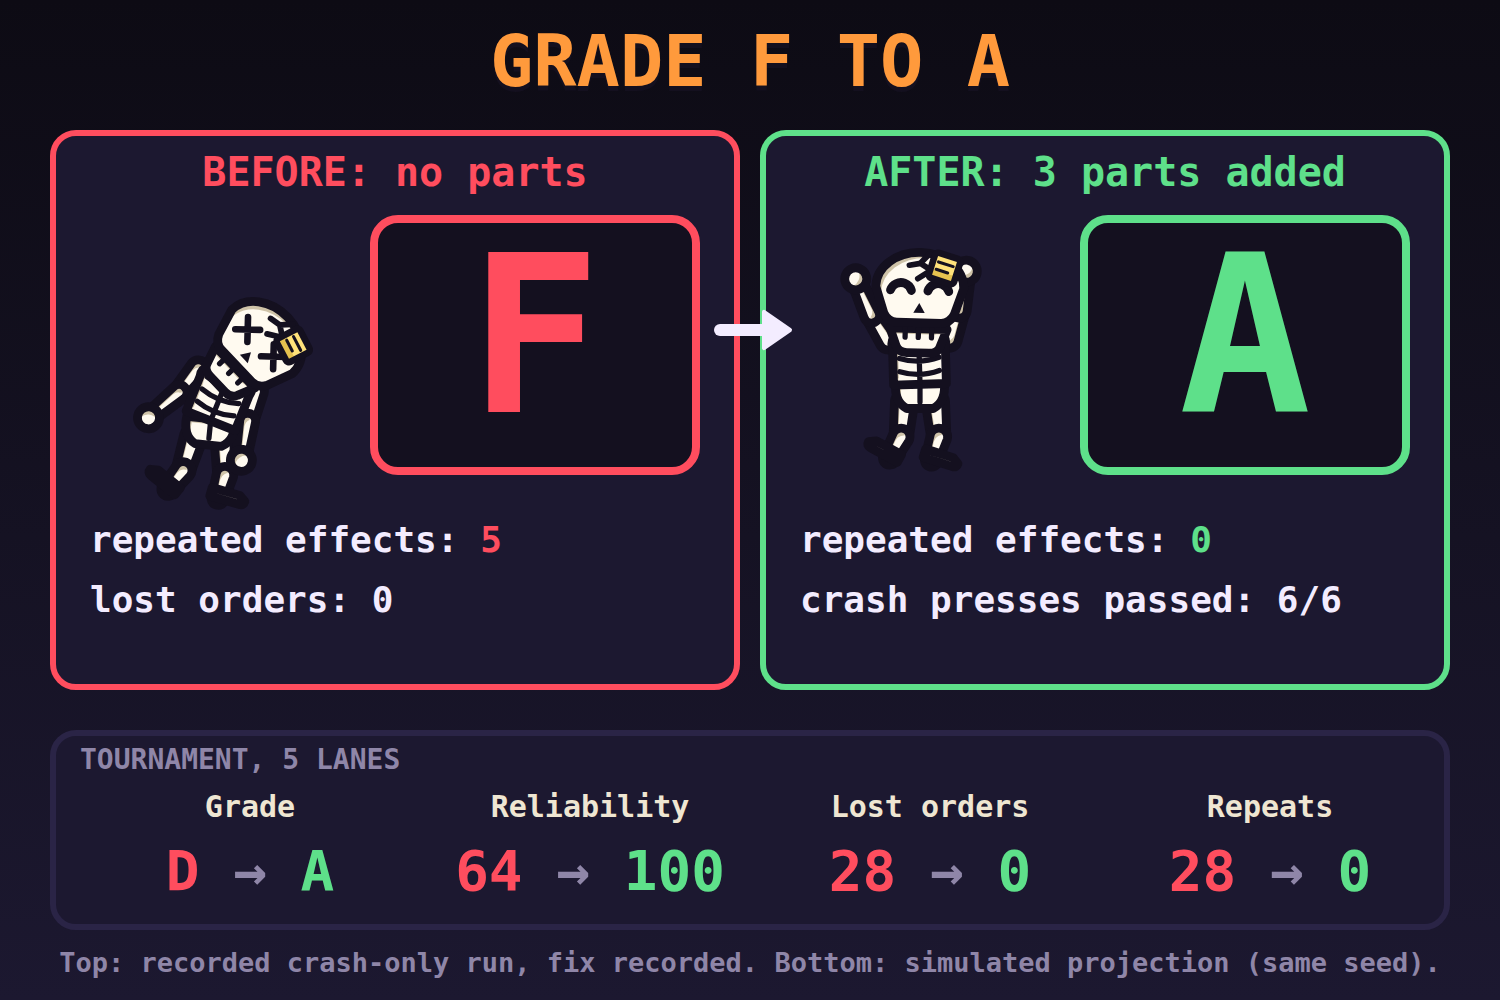 GRADE F TO A
BEFORE: no parts
F
repeated effects: 5
lost orders: 0
AFTER: 3 parts added
A
repeated effects: 0
crash presses passed: 6/6
TOURNAMENT, 5 LANES
Grade Reliability Lost orders Repeats
D → A 64 → 100 28 → 0 28 → 0
Top: recorded crash-only run, fix recorded. Bottom: simulated projection (same seed).